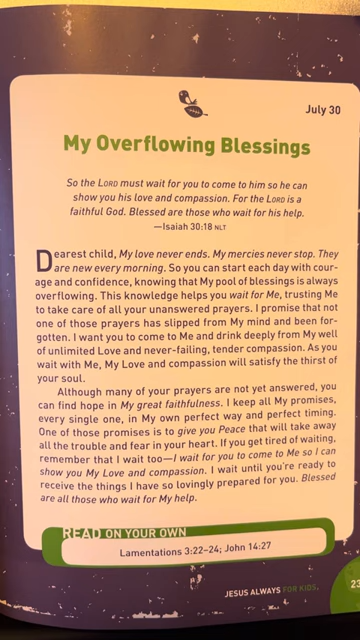 July 30
My Overflowing Blessings
So the LORD must wait for you to come to him so he can
show you his love and compassion. For the LORD is a
faithful God. Blessed are those who wait for his help.
—Isaiah 30:18 NLT
Dearest child, My love never ends. My mercies never stop. They
are new every morning. So you can start each day with cour-
age and confidence, knowing that My pool of blessings is always
overflowing. This knowledge helps you wait for Me, trusting Me
to take care of all your unanswered prayers. I promise that not
one of those prayers has slipped from My mind and been for-
gotten. I want you to come to Me and drink deeply from My well
of unlimited Love and never-failing, tender compassion. As you
wait with Me, My Love and compassion will satisfy the thirst of
your soul.
Although many of your prayers are not yet answered, you
can find hope in My great faithfulness. I keep all My promises,
every single one, in My own perfect way and perfect timing.
One of those promises is to give you Peace that will take away
all the trouble and fear in your heart. If you get tired of waiting,
remember that I wait too—I wait for you to come to Me so I can
show you My Love and compassion. I wait until you're ready to
receive the things I have so lovingly prepared for you. Blessed
are all those who wait for My help.
READ ON YOUR OWN
Lamentations 3:22–24; John 14:27
JESUS ALWAYS FOR KIDS